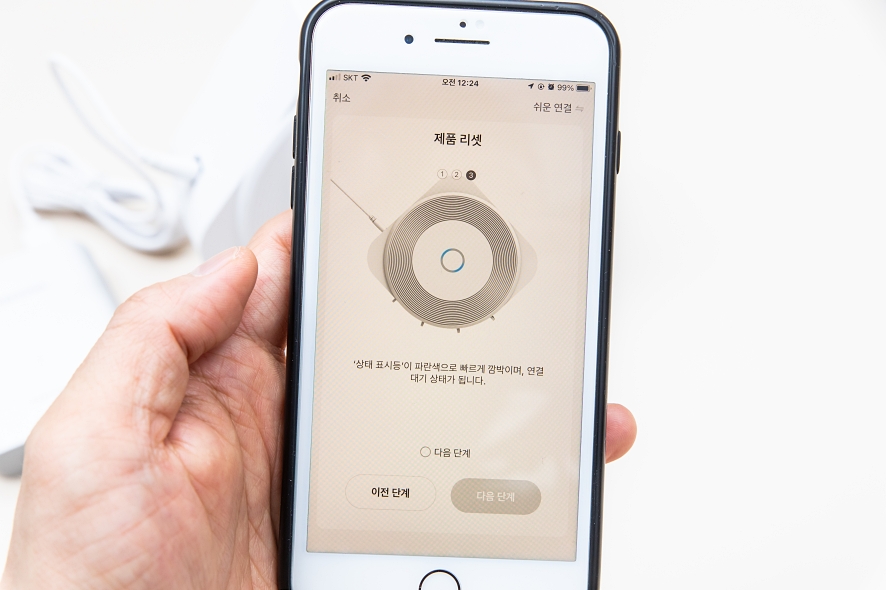 SKT 오전 12:24 99%
취소
쉬운 연결
제품 리셋
1 2 3
'상태 표시등'이 파란색으로 빠르게 깜박이며, 연결
대기 상태가 됩니다.
다음 단계
이전 단계 다음 단계